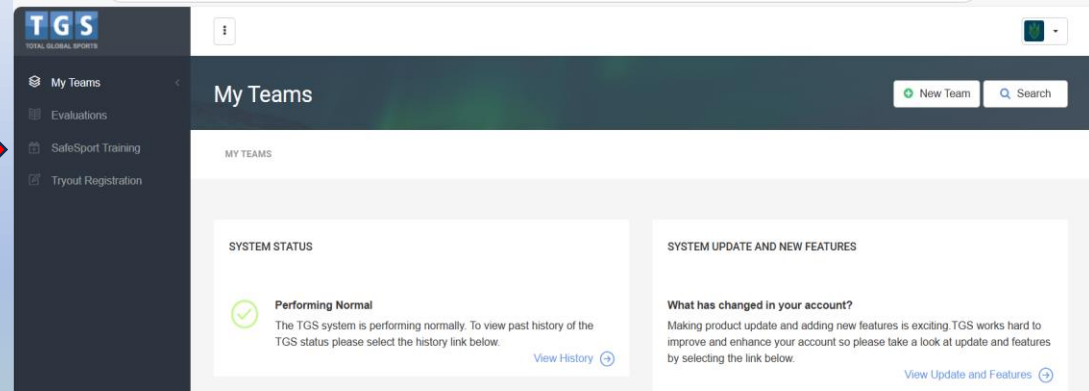 TGS
TOTAL GLOBAL SPORTS
My Teams
Evaluations
SafeSport Training
Tryout Registration
My Teams
New Team
Search
MY TEAMS
SYSTEM STATUS
Performing Normal
The TGS system is performing normally. To view past history of the
TGS status please select the history link below.
View History
SYSTEM UPDATE AND NEW FEATURES
What has changed in your account?
Making product update and adding new features is exciting.TGS works hard to
improve and enhance your account so please take a look at update and features
by selecting the link below.
View Update and Features